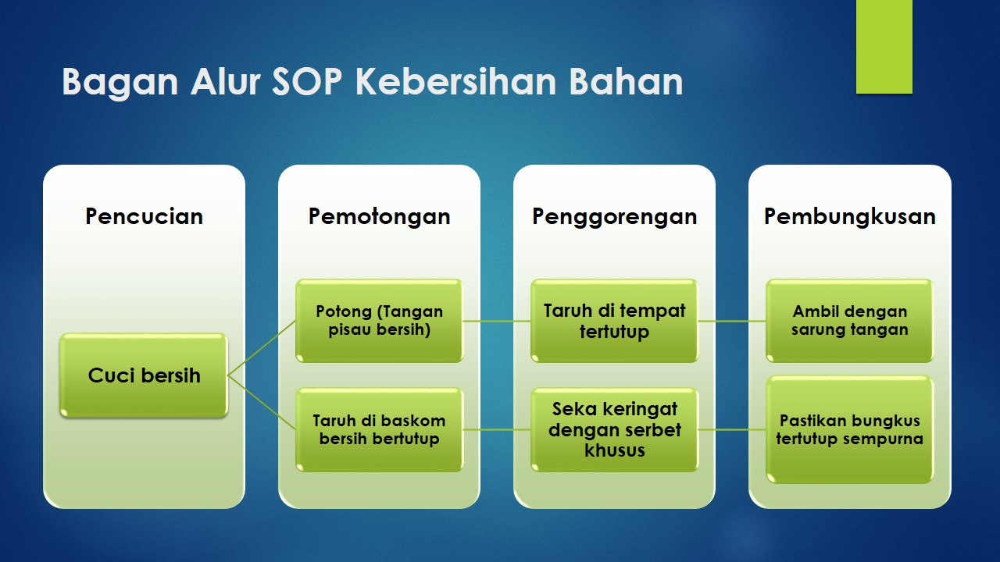 Bagan Alur SOP Kebersihan Bahan
Pencucian
Cuci bersih
Pemotongan
Potong (Tangan
pisau bersih)
Taruh di baskom
bersih bertutup
Penggorengan
Taruh di tempat
tertutup
Seka keringat
dengan serbet
khusus
Pembungkusan
Ambil dengan
sarung tangan
Pastikan bungkus
tertutup sempurna